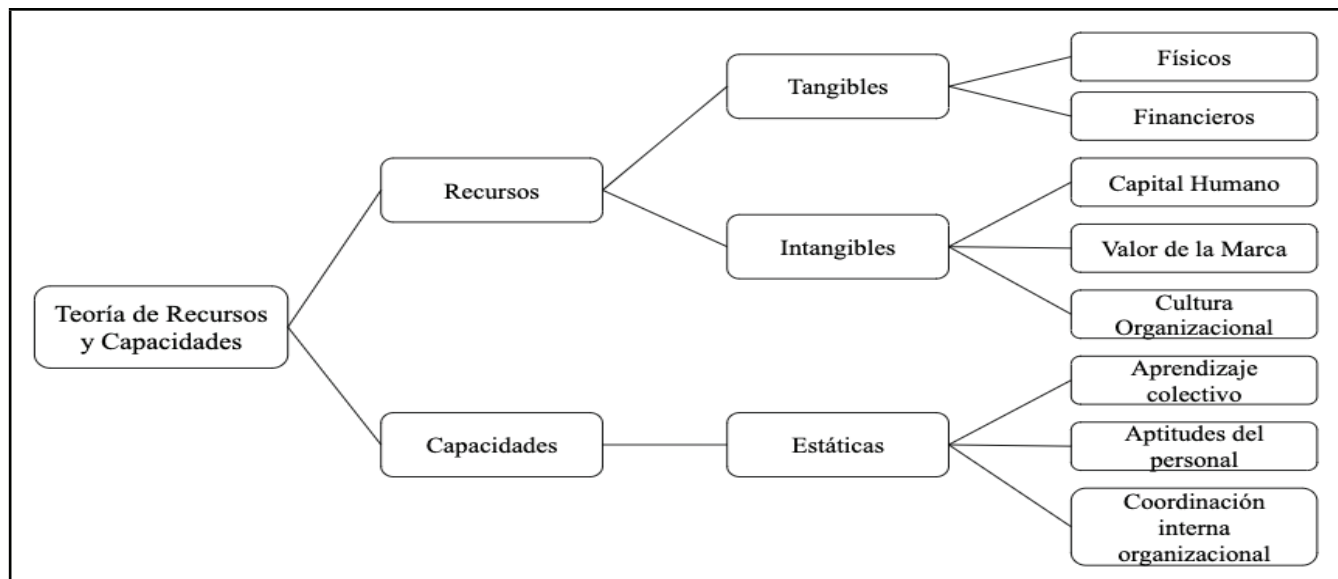 Teoría de Recursos
y Capacidades
Recursos
Capacidades
Tangibles
Intangibles
Estáticas
Físicos
Financieros
Capital Humano
Valor de la Marca
Cultura
Organizacional
Aprendizaje
colectivo
Aptitudes del
personal
Coordinación
interna
organizacional